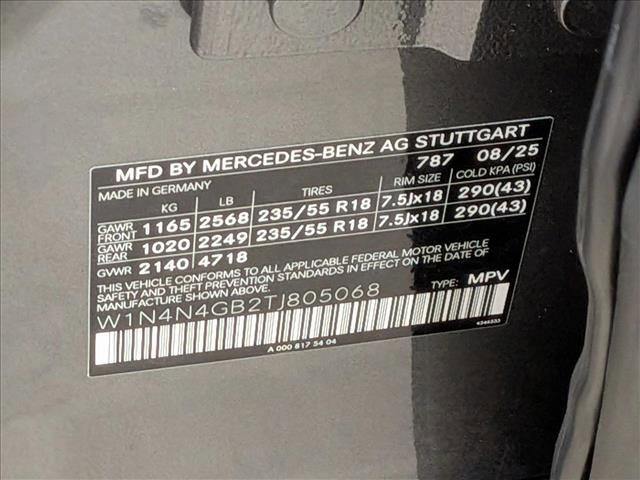 MFD BY MERCEDES-BENZ AG STUTTGART
787 08/25
MADE IN GERMANY
KG LB TIRES RIM SIZE COLD KPA (PSI)
GAWR FRONT 1165 2568 235/55 R18 7.5Jx18 290(43)
GAWR REAR 1020 2249 235/55 R18 7.5Jx18 290(43)
GVWR 2140 4718
THIS VEHICLE CONFORMS TO ALL APPLICABLE FEDERAL MOTOR VEHICLE
SAFETY AND THEFT PREVENTION STANDARDS IN EFFECT ON THE DATE OF
MANUFACTURE SHOWN ABOVE.
W1N4N4GB2TJ805068 TYPE: MPV
A 000 817 54 04